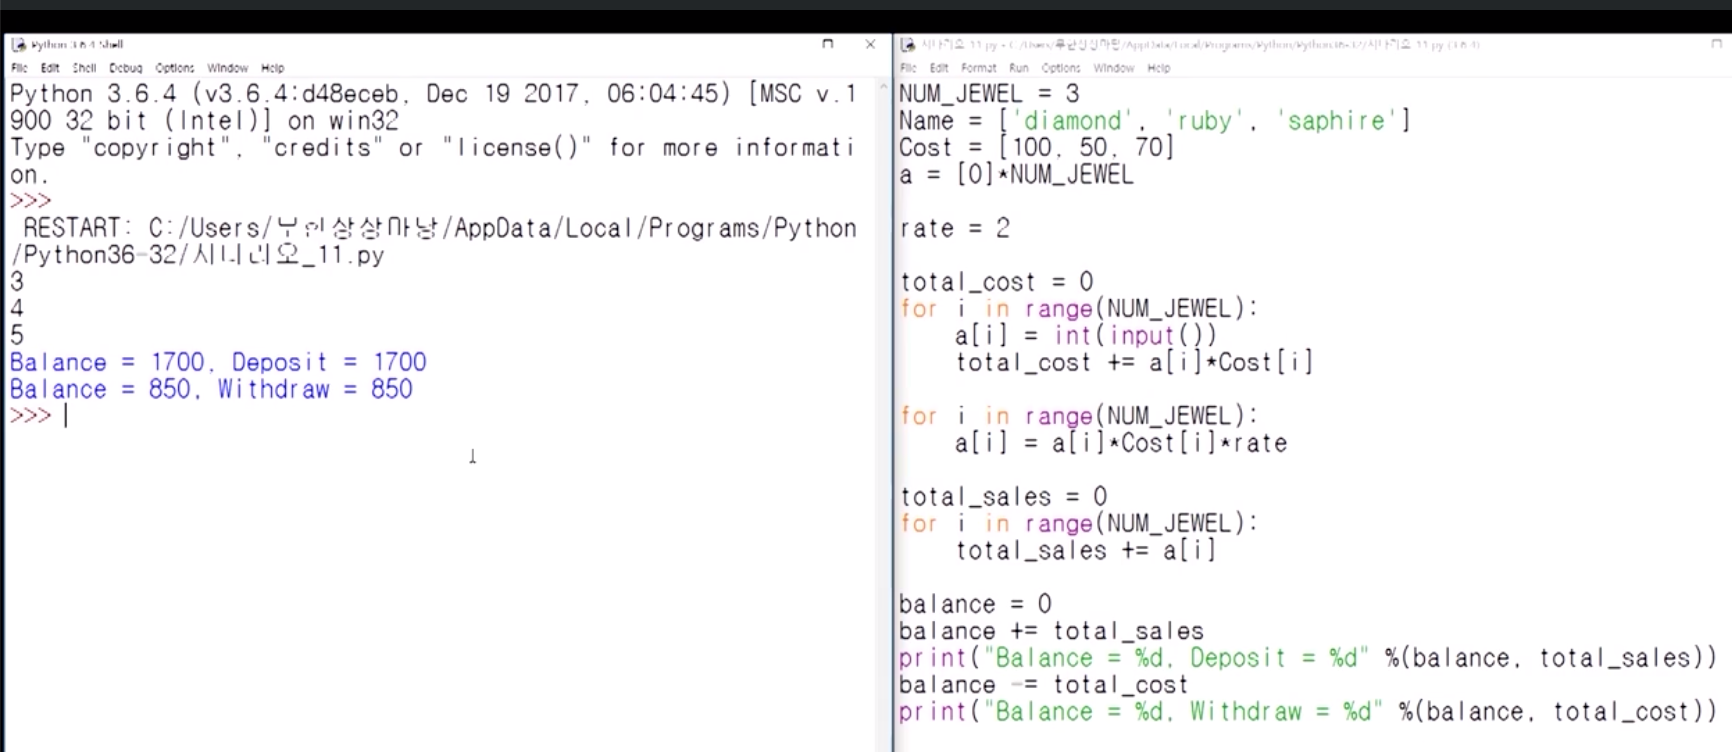 Python 3.6.4 Shell
File Edit Shell Debug Options Window Help
Python 3.6.4 (v3.6.4:d48eceb, Dec 19 2017, 06:04:45) [MSC v.1
900 32 bit (Intel)] on win32
Type "copyright", "credits" or "license()" for more informati
on.
>>>
RESTART: C:/Users/ /AppData/Local/Programs/Python
/Python36-32/시나리오_11.py
3
4
5
Balance = 1700, Deposit = 1700
Balance = 850, Withdraw = 850
>>>
시나리오_11.py - C:/Users/ /AppData/Local/Programs/Python/Python36-32/시나리오_11.py (3.6.4)
File Edit Format Run Options Window Help
NUM_JEWEL = 3
Name = ['diamond', 'ruby', 'saphire']
Cost = [100, 50, 70]
a = [0]*NUM_JEWEL
rate = 2
total_cost = 0
for i in range(NUM_JEWEL):
    a[i] = int(input())
    total_cost += a[i]*Cost[i]
for i in range(NUM_JEWEL):
    a[i] = a[i]*Cost[i]*rate
total_sales = 0
for i in range(NUM_JEWEL):
    total_sales += a[i]
balance = 0
balance += total_sales
print("Balance = %d, Deposit = %d" %(balance, total_sales))
balance -= total_cost
print("Balance = %d, Withdraw = %d" %(balance, total_cost))